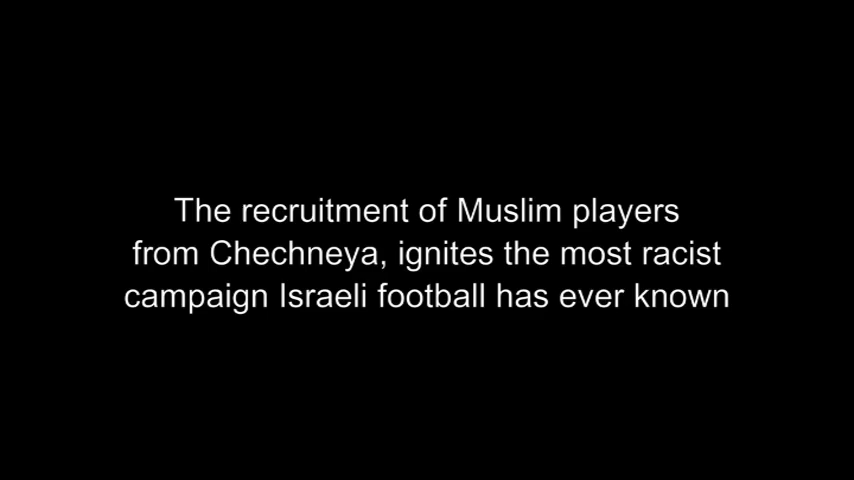 The recruitment of Muslim players
from Chechneya, ignites the most racist
campaign Israeli football has ever known